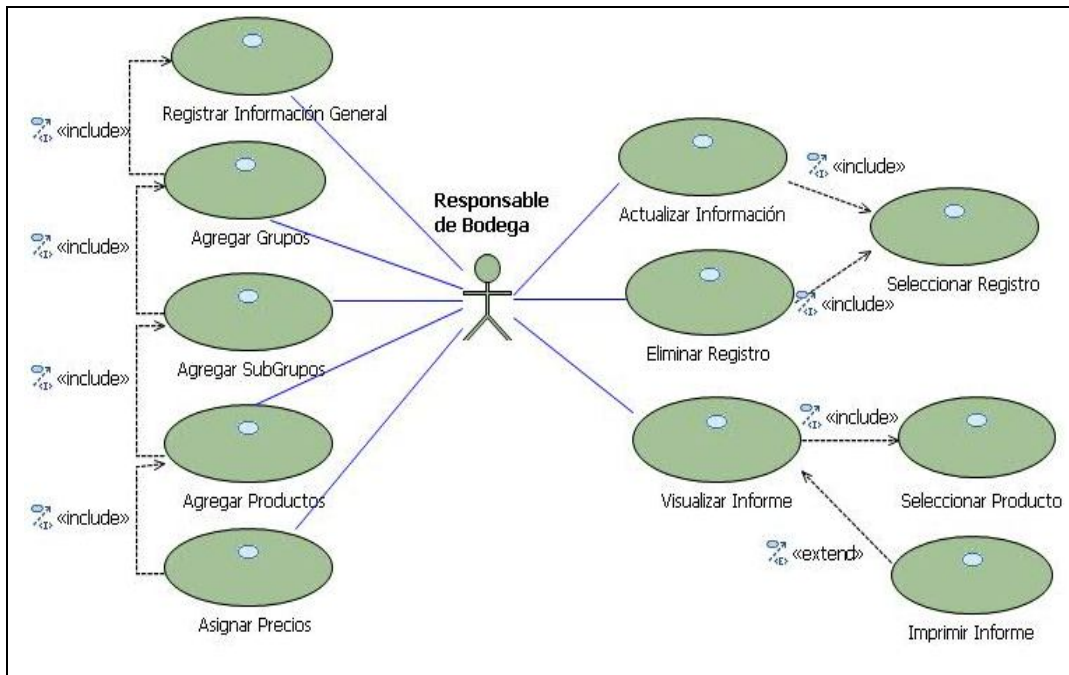 Registrar Información General
«include»
Agregar Grupos
«include»
Agregar SubGrupos
«include»
Agregar Productos
«include»
Asignar Precios
Responsable
de Bodega
Actualizar Información
«include»
Seleccionar Registro
Eliminar Registro
«include»
Visualizar Informe
«include»
Seleccionar Producto
«extend»
Imprimir Informe